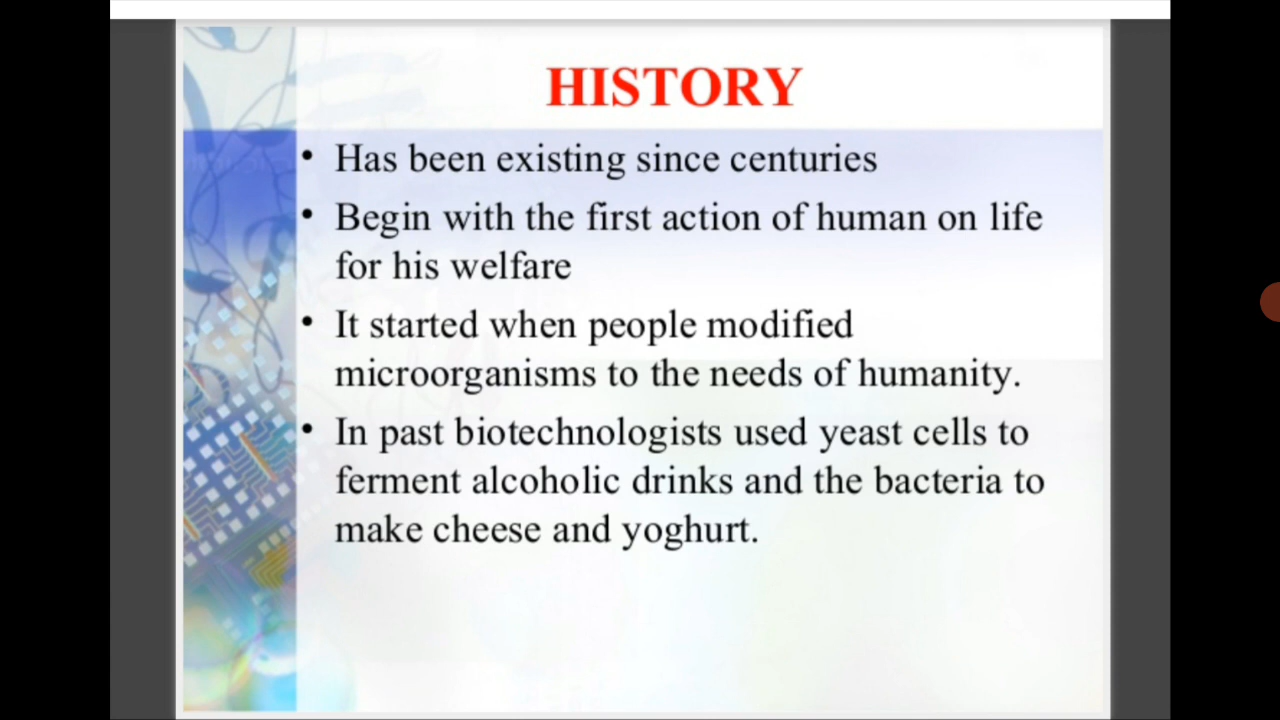 HISTORY
• Has been existing since centuries
• Begin with the first action of human on life
for his welfare
• It started when people modified
microorganisms to the needs of humanity.
• In past biotechnologists used yeast cells to
ferment alcoholic drinks and the bacteria to
make cheese and yoghurt.